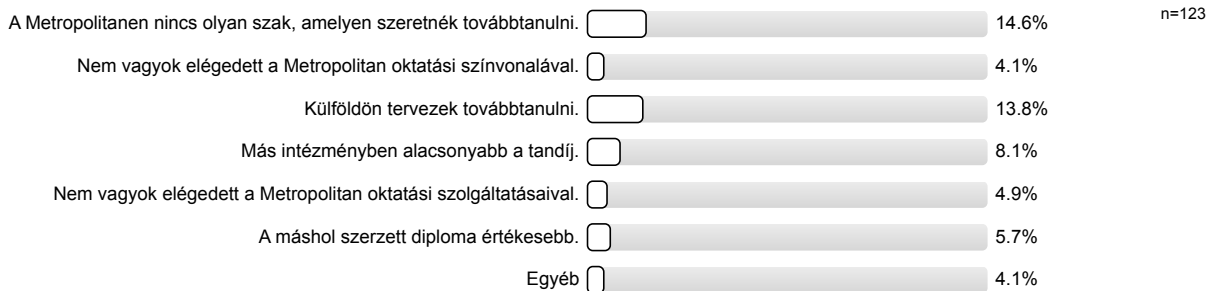 A Metropolitanen nincs olyan szak, amelyen szeretnék továbbtanulni. 14.6% n=123
Nem vagyok elégedett a Metropolitan oktatási színvonalával. 4.1%
Külföldön tervezek továbbtanulni. 13.8%
Más intézményben alacsonyabb a tandíj. 8.1%
Nem vagyok elégedett a Metropolitan oktatási szolgáltatásaival. 4.9%
A máshol szerzett diploma értékesebb. 5.7%
Egyéb 4.1%